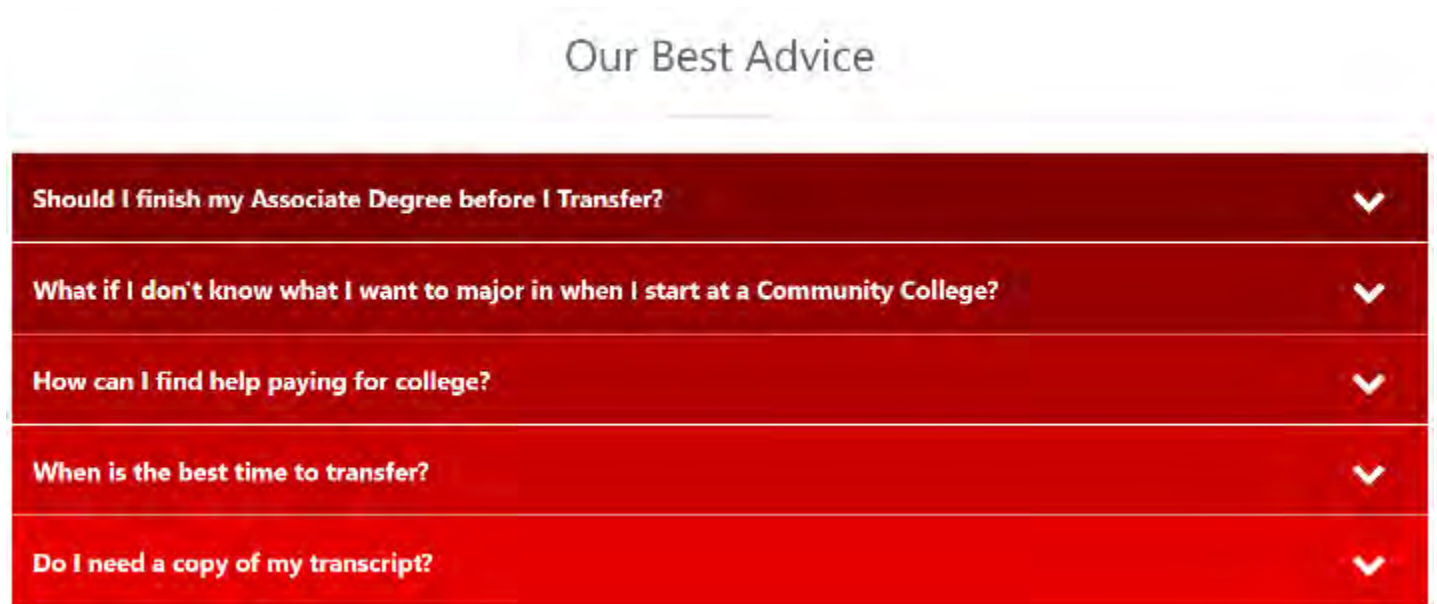 Our Best Advice
Should I finish my Associate Degree before I Transfer?
What if I don't know what I want to major in when I start at a Community College?
How can I find help paying for college?
When is the best time to transfer?
Do I need a copy of my transcript?